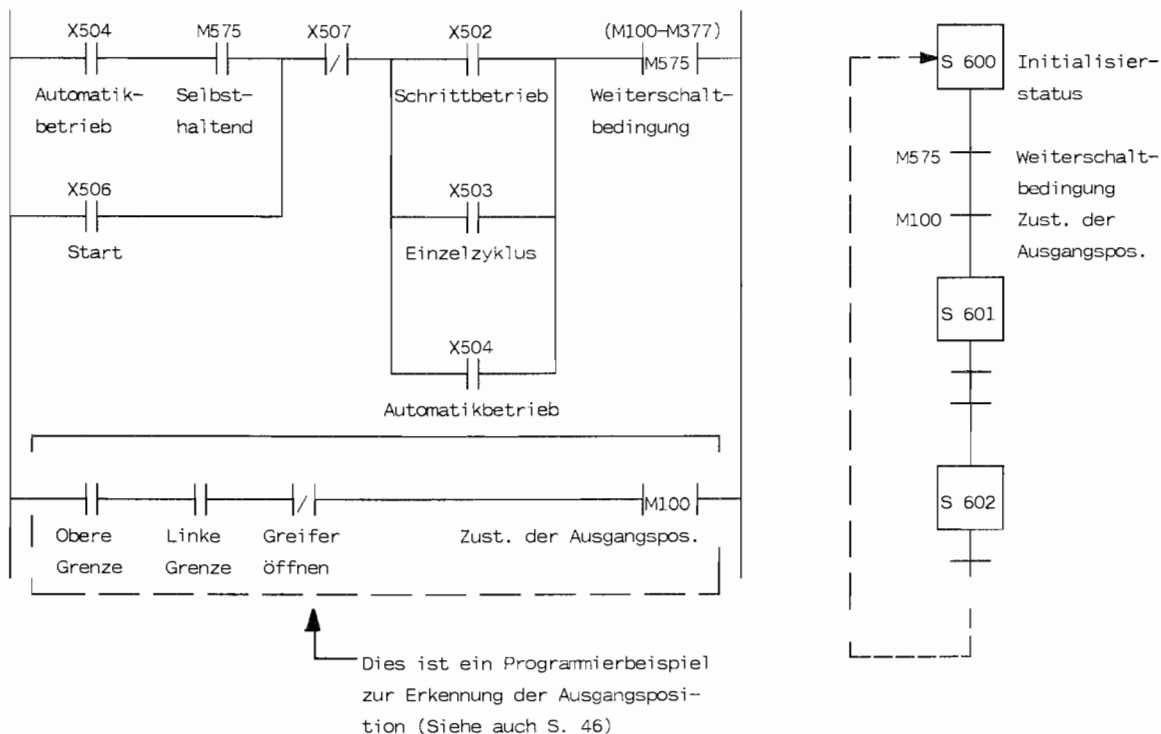 X504 M575 X507 X502 (M100-M377)
M575
Automatik-
betrieb
Selbst-
haltend
Schrittbetrieb
Weiterschalt-
bedingung
X506
Start
X503
Einzelzyklus
X504
Automatikbetrieb
M100
Obere
Grenze
Linke
Grenze
Greifer
öffnen
Zust. der Ausgangspos.
Dies ist ein Programmierbeispiel
zur Erkennung der Ausgangsposi-
tion (Siehe auch S. 46)
S 600
Initialisier-
status
M575
Weiterschalt-
bedingung
M100
Zust. der
Ausgangspos.
S 601
S 602